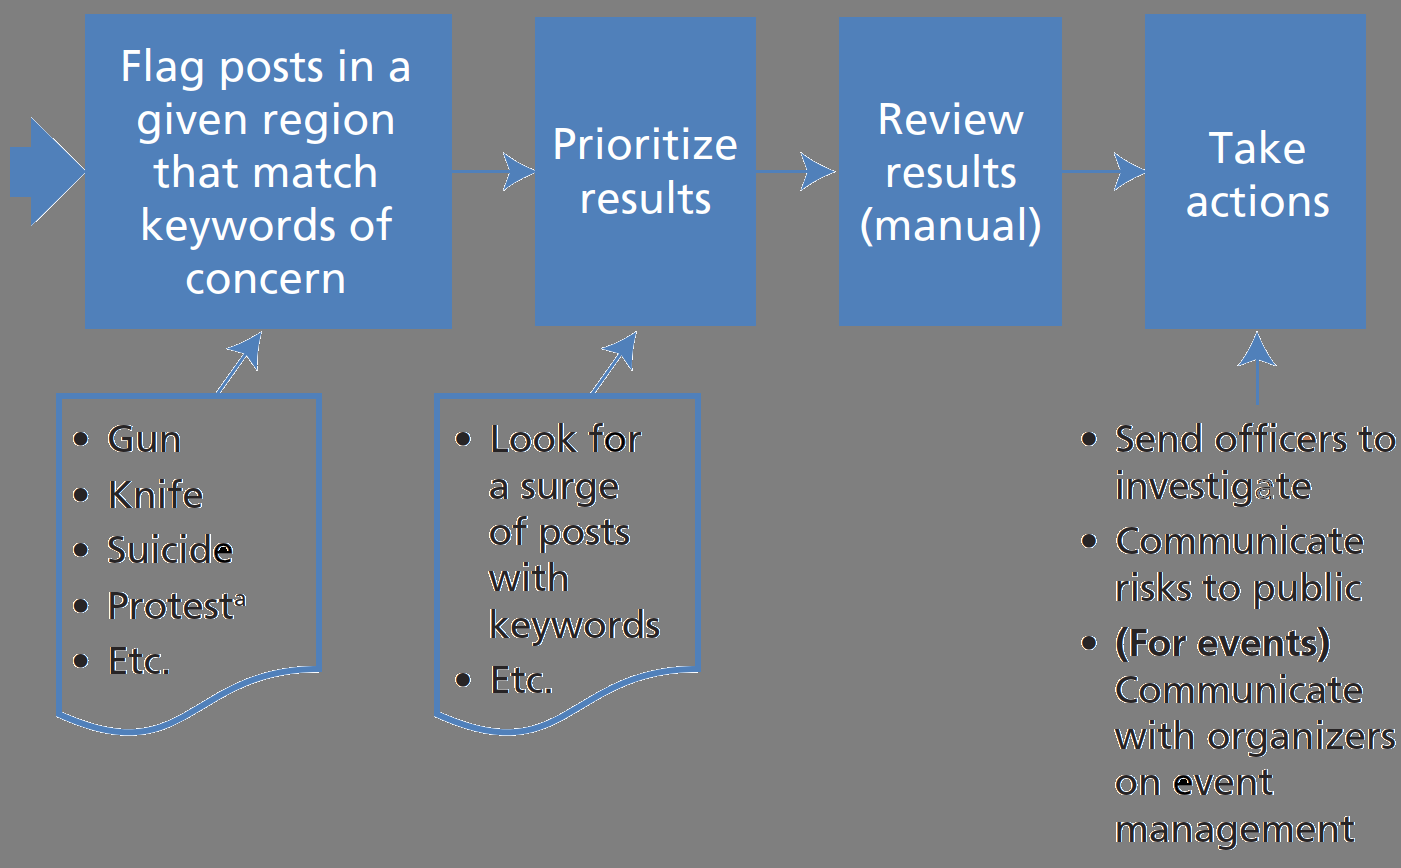 Flag posts in a
given region
that match
keywords of
concern
Prioritize
results
Review
results
(manual)
Take
actions
• Gun
• Knife
• Suicide
• Protestᵃ
• Etc.
• Look for
a surge
of posts
with
keywords
• Etc.
• Send officers to
investigate
• Communicate
risks to public
• (For events)
Communicate
with organizers
on event
management